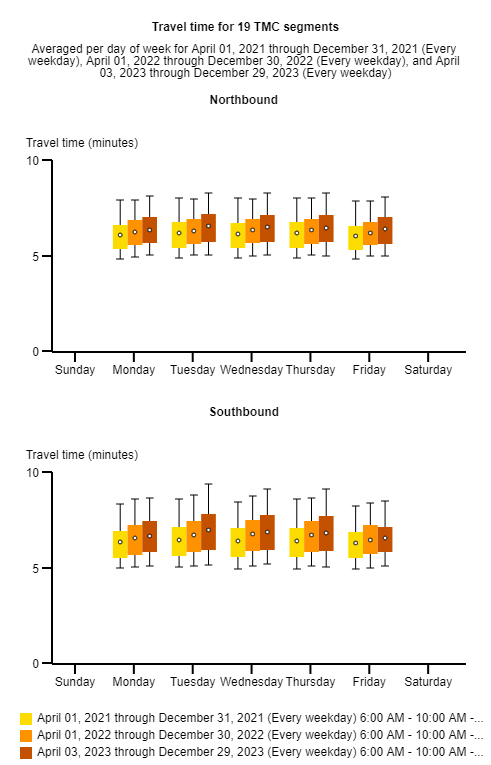 Travel time for 19 TMC segments
Averaged per day of week for April 01, 2021 through December 31, 2021 (Every
weekday), April 01, 2022 through December 30, 2022 (Every weekday), and April
03, 2023 through December 29, 2023 (Every weekday)
Northbound
Travel time (minutes)
10
5
0
Sunday Monday Tuesday Wednesday Thursday Friday Saturday
Southbound
Travel time (minutes)
10
5
0
Sunday Monday Tuesday Wednesday Thursday Friday Saturday
April 01, 2021 through December 31, 2021 (Every weekday) 6:00 AM - 10:00 AM -...
April 01, 2022 through December 30, 2022 (Every weekday) 6:00 AM - 10:00 AM -...
April 03, 2023 through December 29, 2023 (Every weekday) 6:00 AM - 10:00 AM -...